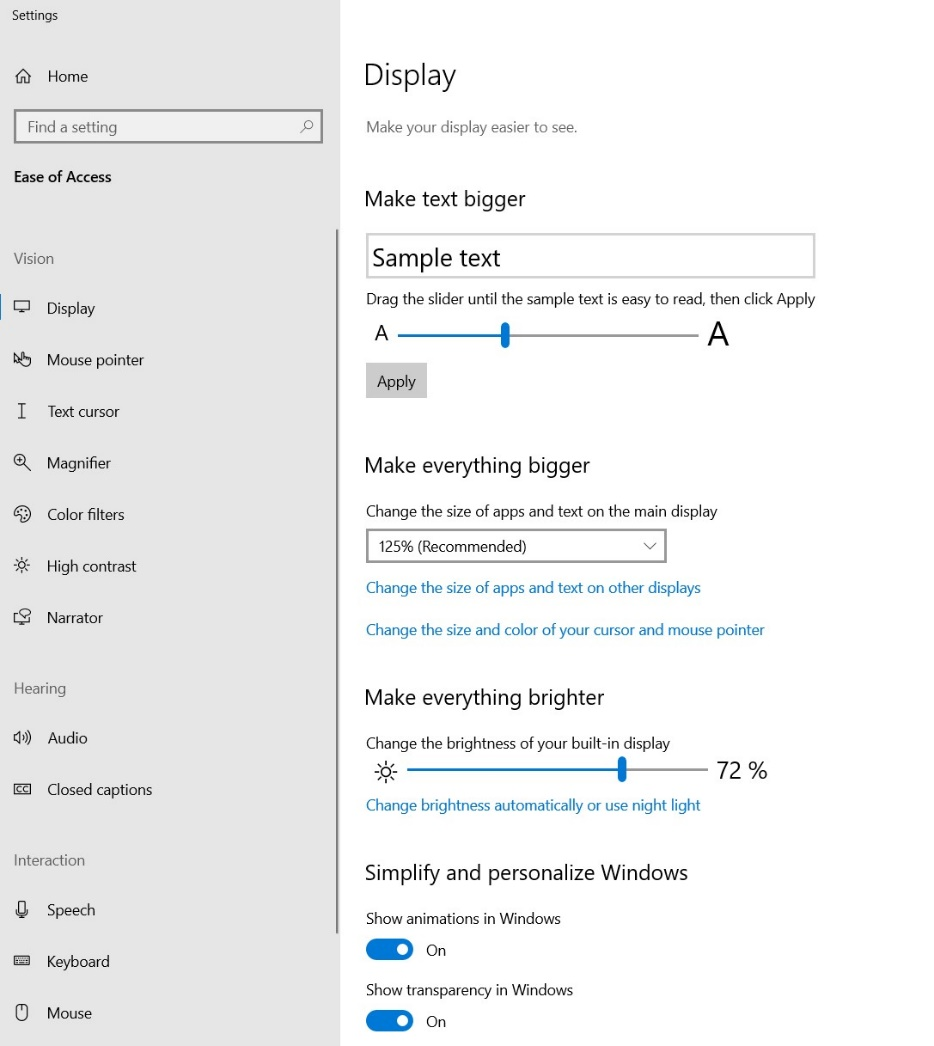 Settings
Home
Find a setting
Ease of Access
Vision
Display
Mouse pointer
Text cursor
Magnifier
Color filters
High contrast
Narrator
Hearing
Audio
Closed captions
Interaction
Speech
Keyboard
Mouse
Display
Make your display easier to see.
Make text bigger
Sample text
Drag the slider until the sample text is easy to read, then click Apply
A A
Apply
Make everything bigger
Change the size of apps and text on the main display
125% (Recommended)
Change the size of apps and text on other displays
Change the size and color of your cursor and mouse pointer
Make everything brighter
Change the brightness of your built-in display
72 %
Change brightness automatically or use night light
Simplify and personalize Windows
Show animations in Windows
On
Show transparency in Windows
On